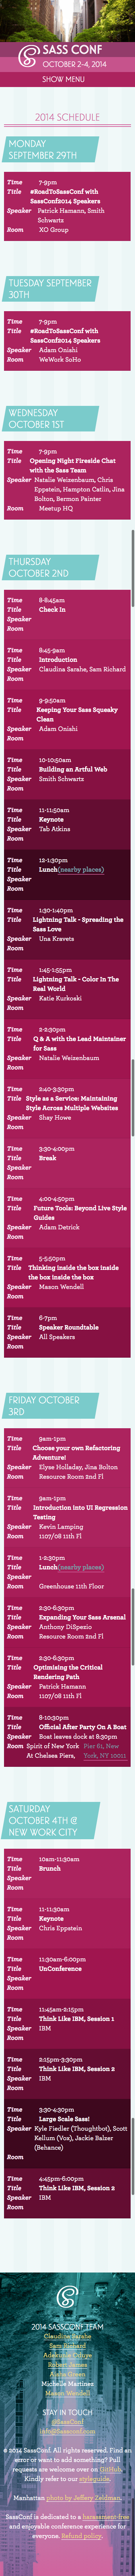 SASS CONF
OCTOBER 2–4, 2014
SHOW MENU
2014 SCHEDULE
MONDAY
SEPTEMBER 29TH
Time 7-9pm
Title #RoadToSassConf with
SassConf2014 Speakers
Speaker Patrick Hamann, Smith
Schwarts
Room XO Group
TUESDAY SEPTEMBER
30TH
Time 7-9pm
Title #RoadToSassConf with
SassConf2014 Speakers
Speaker Adam Onishi
Room WeWork SoHo
WEDNESDAY
OCTOBER 1ST
Time 7-9pm
Title Opening Night Fireside Chat
with the Sass Team
Speaker Natalie Weizenbaum, Chris
Eppstein, Hampton Catlin, Jina
Bolton, Bermon Painter
Room Meetup HQ
THURSDAY
OCTOBER 2ND
Time 8-8:45am
Title Check In
Speaker
Room
Time 8:45-9am
Title Introduction
Speaker Claudina Sarahe, Sam Richard
Room
Time 9-9:50am
Title Keeping Your Sass Squeaky
Clean
Speaker Adam Onishi
Room
Time 10-10:50am
Title Building an Artful Web
Speaker Smith Schwartz
Room
Time 11-11:50am
Title Keynote
Speaker Tab Atkins
Room
Time 12-1:30pm
Title Lunch(nearby places)
Speaker
Room
Time 1:30-1:40pm
Title Lightning Talk - Spreading the
Sass Love
Speaker Una Kravets
Room
Time 1:45-1:55pm
Title Lightning Talk - Color In The
Real World
Speaker Katie Kurkoski
Room
Time 2-2:30pm
Title Q & A with the Lead Maintainer
for Sass
Speaker Natalie Weizenbaum
Room
Time 2:40-3:30pm
Title Style as a Service: Maintaining
Style Across Multiple Websites
Speaker Shay Howe
Room
Time 3:30-4:00pm
Title Break
Speaker
Room
Time 4:00-4:50pm
Title Future Tools: Beyond Live Style
Guides
Speaker Adam Detrick
Room
Time 5-5:50pm
Title Thinking inside the box inside
the box inside the box
Speaker Mason Wendell
Room
Time 6-7pm
Title Speaker Roundtable
Speaker All Speakers
Room
FRIDAY OCTOBER
3RD
Time 9am-1pm
Title Choose your own Refactoring
Adventure!
Speaker Elyse Holladay, Jina Bolton
Room Resource Room 2nd Fl
Time 9am-1pm
Title Introduction into UI Regression
Testing
Speaker Kevin Lamping
Room 1107/08 11th Fl
Time 1-2:30pm
Title Lunch(nearby places)
Speaker
Room Greenhouse 11th Floor
Time 2:30-6:30pm
Title Expanding Your Sass Arsenal
Speaker Anthony DiSpezio
Room Resource Room 2nd Fl
Time 2:30-6:30pm
Title Optimising the Critical
Rendering Path
Speaker Patrick Hamann
Room 1107/08 11th Fl
Time 8-10:30pm
Title Official After Party On A Boat
Speaker Boat leaves dock at 8:30pm
Room Spirit of New York Pier 61, New
At Chelsea Piers, York, NY 10011
SATURDAY
OCTOBER 4TH @
NEW WORK CITY
Time 10am-11:30am
Title Brunch
Speaker
Room
Time 11-11:30am
Title Keynote
Speaker Chris Eppstein
Room
Time 11:30am-6:00pm
Title UnConference
Speaker
Room
Time 11:45am-2:15pm
Title Think Like IBM, Session 1
Speaker IBM
Room
Time 2:15pm-3:30pm
Title Think Like IBM, Session 2
Speaker IBM
Room
Time 3:30-4:30pm
Title Large Scale Sass!
Speaker Kyle Fiedler (Thoughtbot), Scott
Kellum (Vox), Jackie Balzer
(Behance)
Room
Time 4:45pm-6:00pm
Title Think Like IBM, Session 2
Speaker IBM
Room
2014 SASSCONF TEAM
Claudina Sarahe
Sam Richard
Robert James
Michelle Martinez
Mason Wendell
STAY IN TOUCH
@SassConf
info@sassconf.com
© 2014 SassConf. All rights reserved. Find an
error or want to add something? Pull
requests are welcome over on GitHub.
Kindly refer to our styleguide.
Manhattan photo by Jeffery Zeldman.
SassConf is dedicated to a harassment-free
and enjoyable conference experience for
everyone. Refund policy.